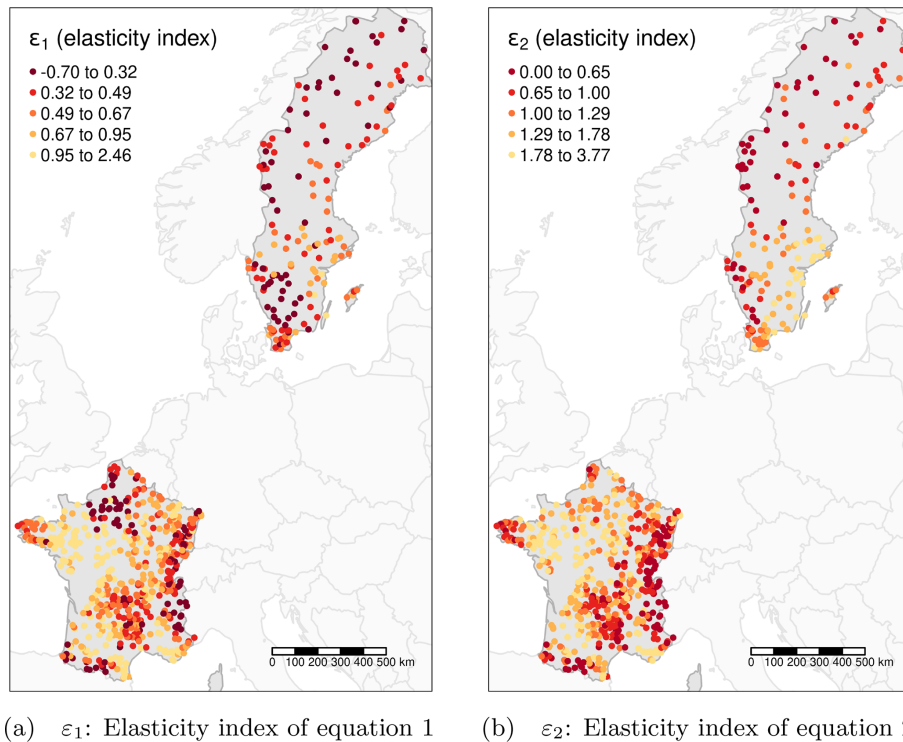 ε₁ (elasticity index)
-0.70 to 0.32
0.32 to 0.49
0.49 to 0.67
0.67 to 0.95
0.95 to 2.46
0 100 200 300 400 500 km
ε₂ (elasticity index)
0.00 to 0.65
0.65 to 1.00
1.00 to 1.29
1.29 to 1.78
1.78 to 3.77
0 100 200 300 400 500 km
(a) ε₁: Elasticity index of equation 1
(b) ε₂: Elasticity index of equation